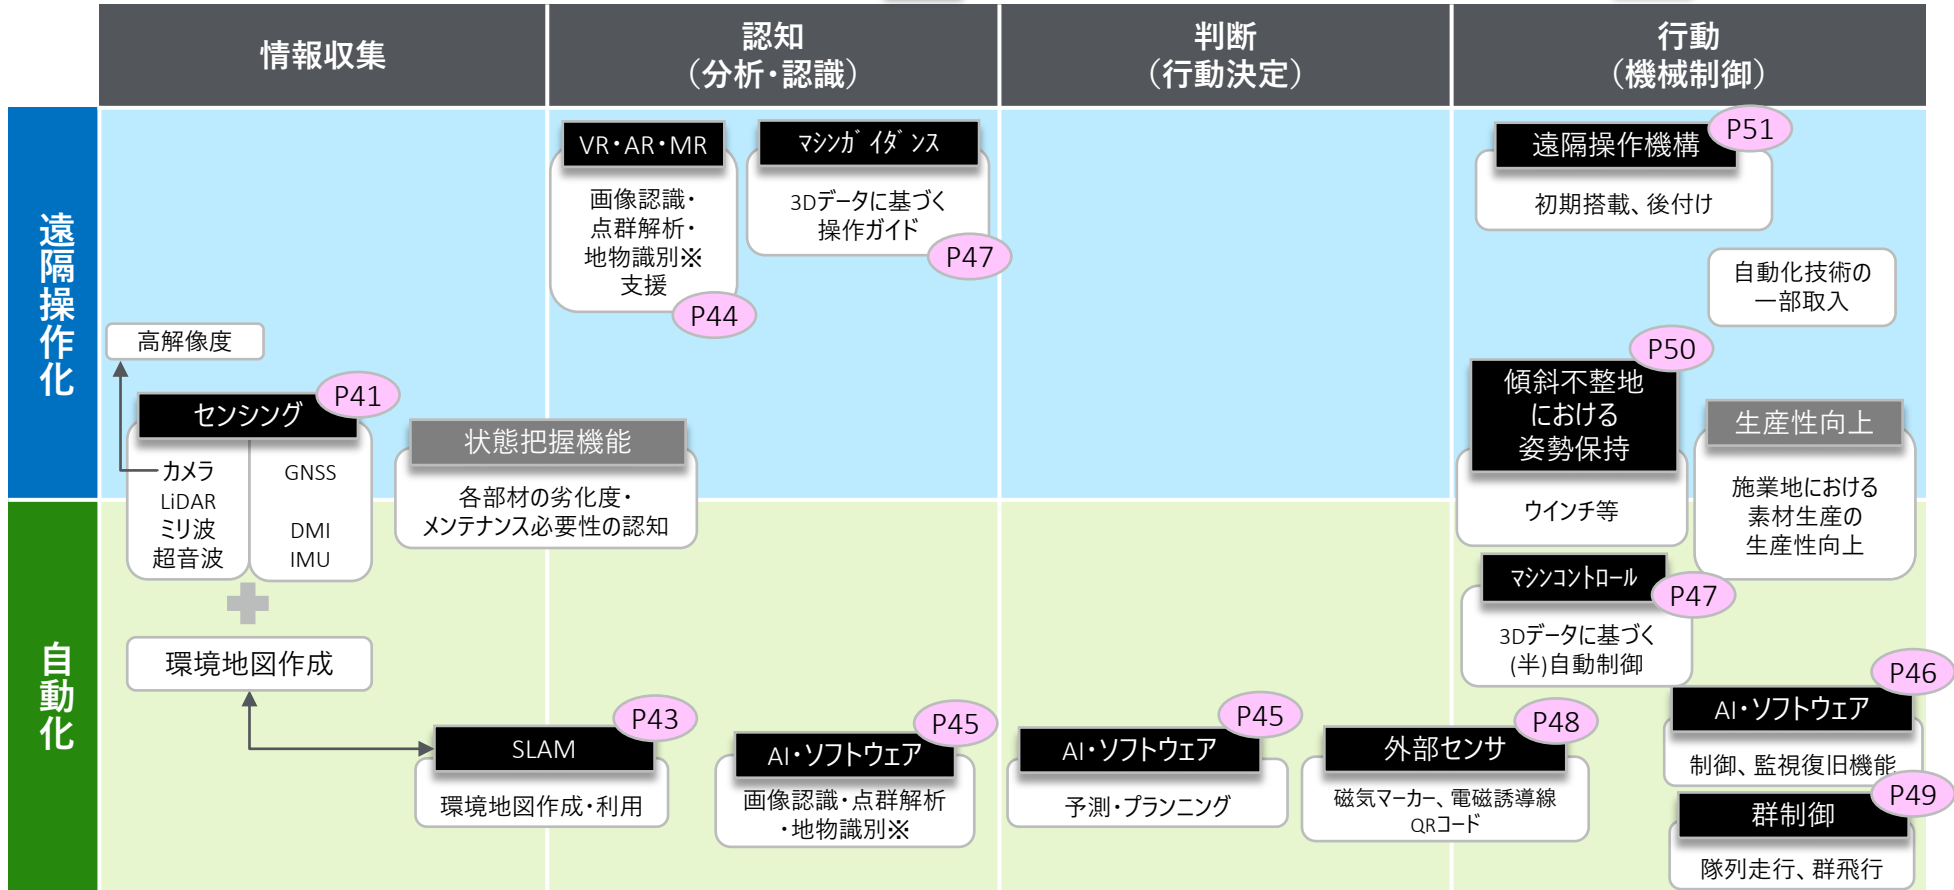 情報収集
認知
（分析・認識）
判断
（行動決定）
行動
（機械制御）
遠隔操作化
VR・AR・MR
画像認識・
点群解析・
地物識別※
支援
P44
マシンガイダンス
3Dデータに基づく
操作ガイド
P47
遠隔操作機構
P51
初期搭載、後付け
自動化技術の
一部取入
高解像度
センシング
P41
カメラ
LiDAR
ミリ波
超音波
GNSS
DMI
IMU
状態把握機能
各部材の劣化度・
メンテナンス必要性の認知
P50
傾斜不整地
における
姿勢保持
ウインチ等
生産性向上
施業地における
素材生産の
生産性向上
自動化
環境地図作成
マシンコントロール
P47
3Dデータに基づく
(半)自動制御
SLAM
P43
環境地図作成・利用
AI・ソフトウェア
P45
画像認識・点群解析
・地物識別※
AI・ソフトウェア
P45
予測・プランニング
外部センサ
P48
磁気マーカー、電磁誘導線
QRコード
P46
AI・ソフトウェア
制御、監視復旧機能
P49
群制御
隊列走行、群飛行